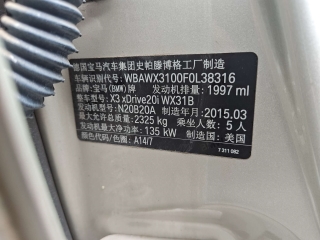 德国宝马汽车集团史帕滕博格工厂制造
车辆识别代号: WBAWX3100F0L38316
品牌: 宝马(BMW)牌 发动机排量: 1997 ml
型号: X3 xDrive20i WX31B
发动机型号: N20B20A 制造年月: 2015.03
最大允许总质量: 2325 kg 乘坐人数: 5 人
发动机最大净功率: 135 kW 制造国: 美国
颜色代码/色圈: A14/7
7 311 082